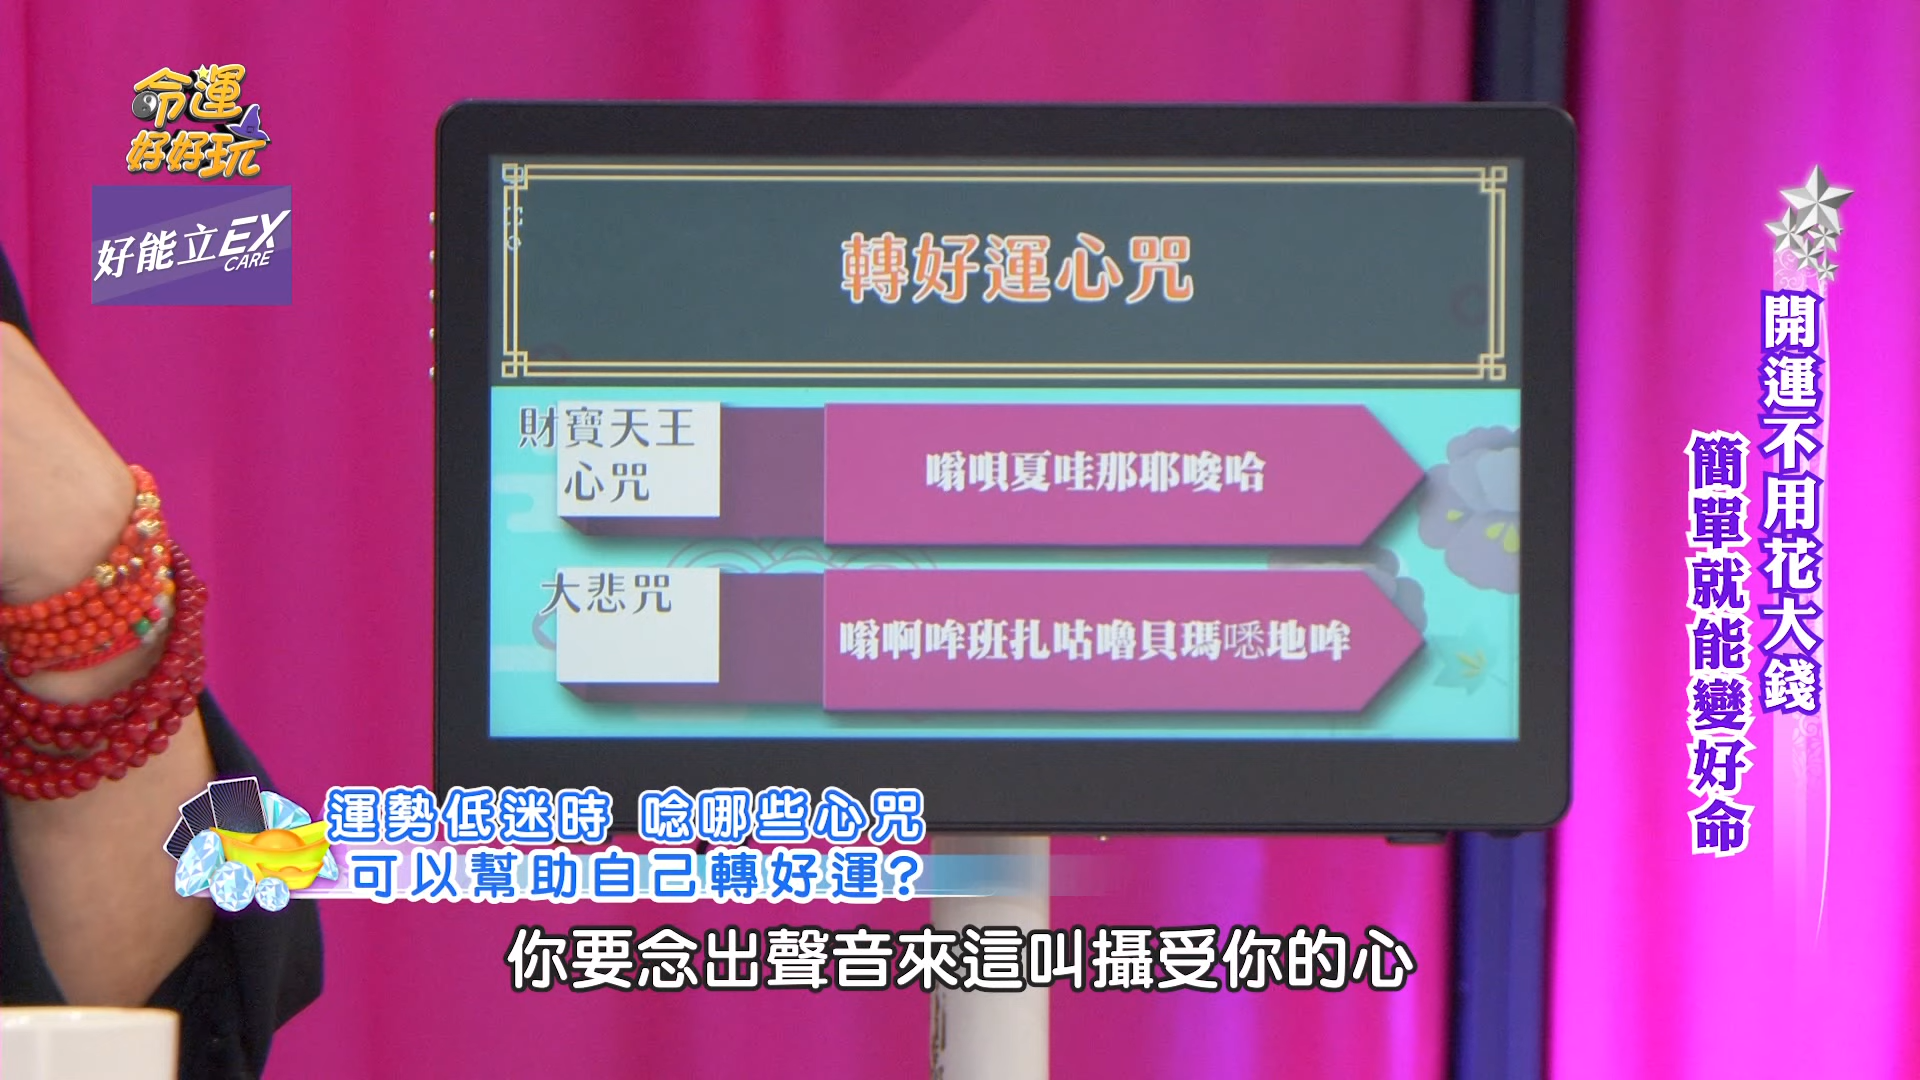 命運
好好玩
好能立EX
CARE
轉好運心咒
財寶天王
心咒
嗡唄夏哇那耶唆哈
大悲咒
嗡啊哞班扎咕嚕貝瑪噁地哞
開運不用花大錢
簡單就能變好命
運勢低迷時 唸哪些心咒
可以幫助自己轉好運?
你要念出聲音來這叫攝受你的心